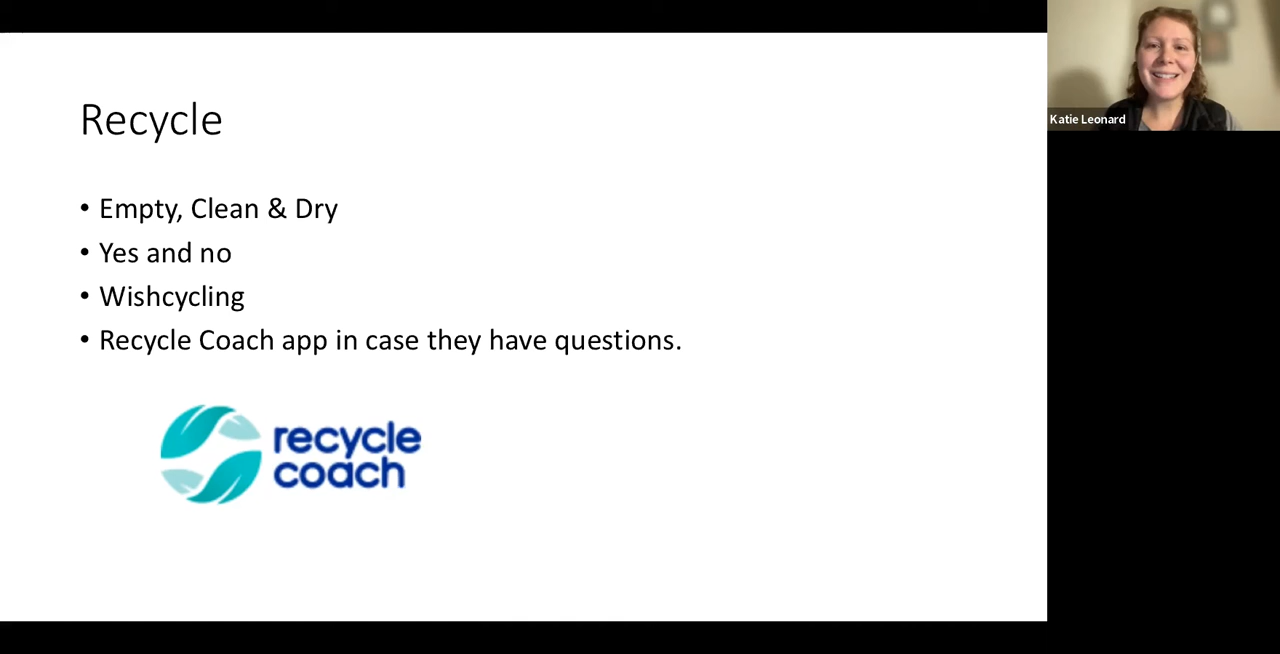 Recycle
• Empty, Clean & Dry
• Yes and no
• Wishcycling
• Recycle Coach app in case they have questions.
recycle
coach
Katie Leonard